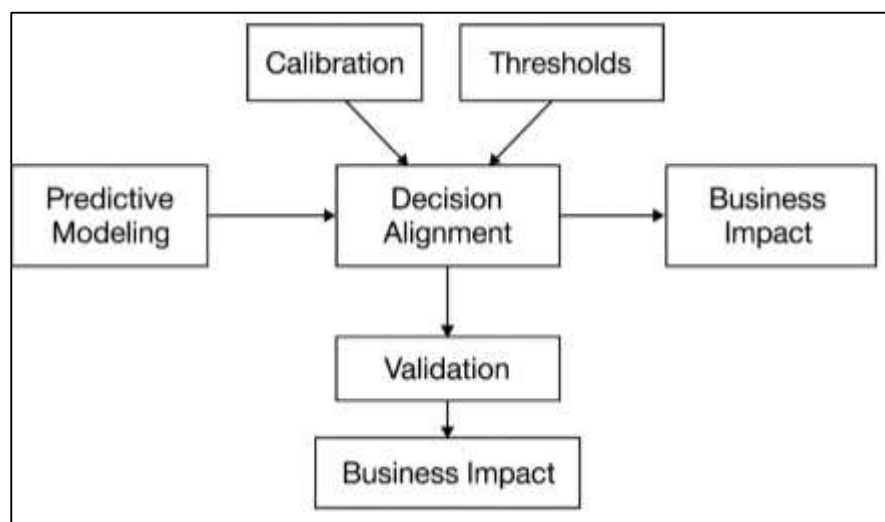 Calibration
Thresholds
Predictive
Modeling
Decision
Alignment
Business
Impact
Validation
Business Impact